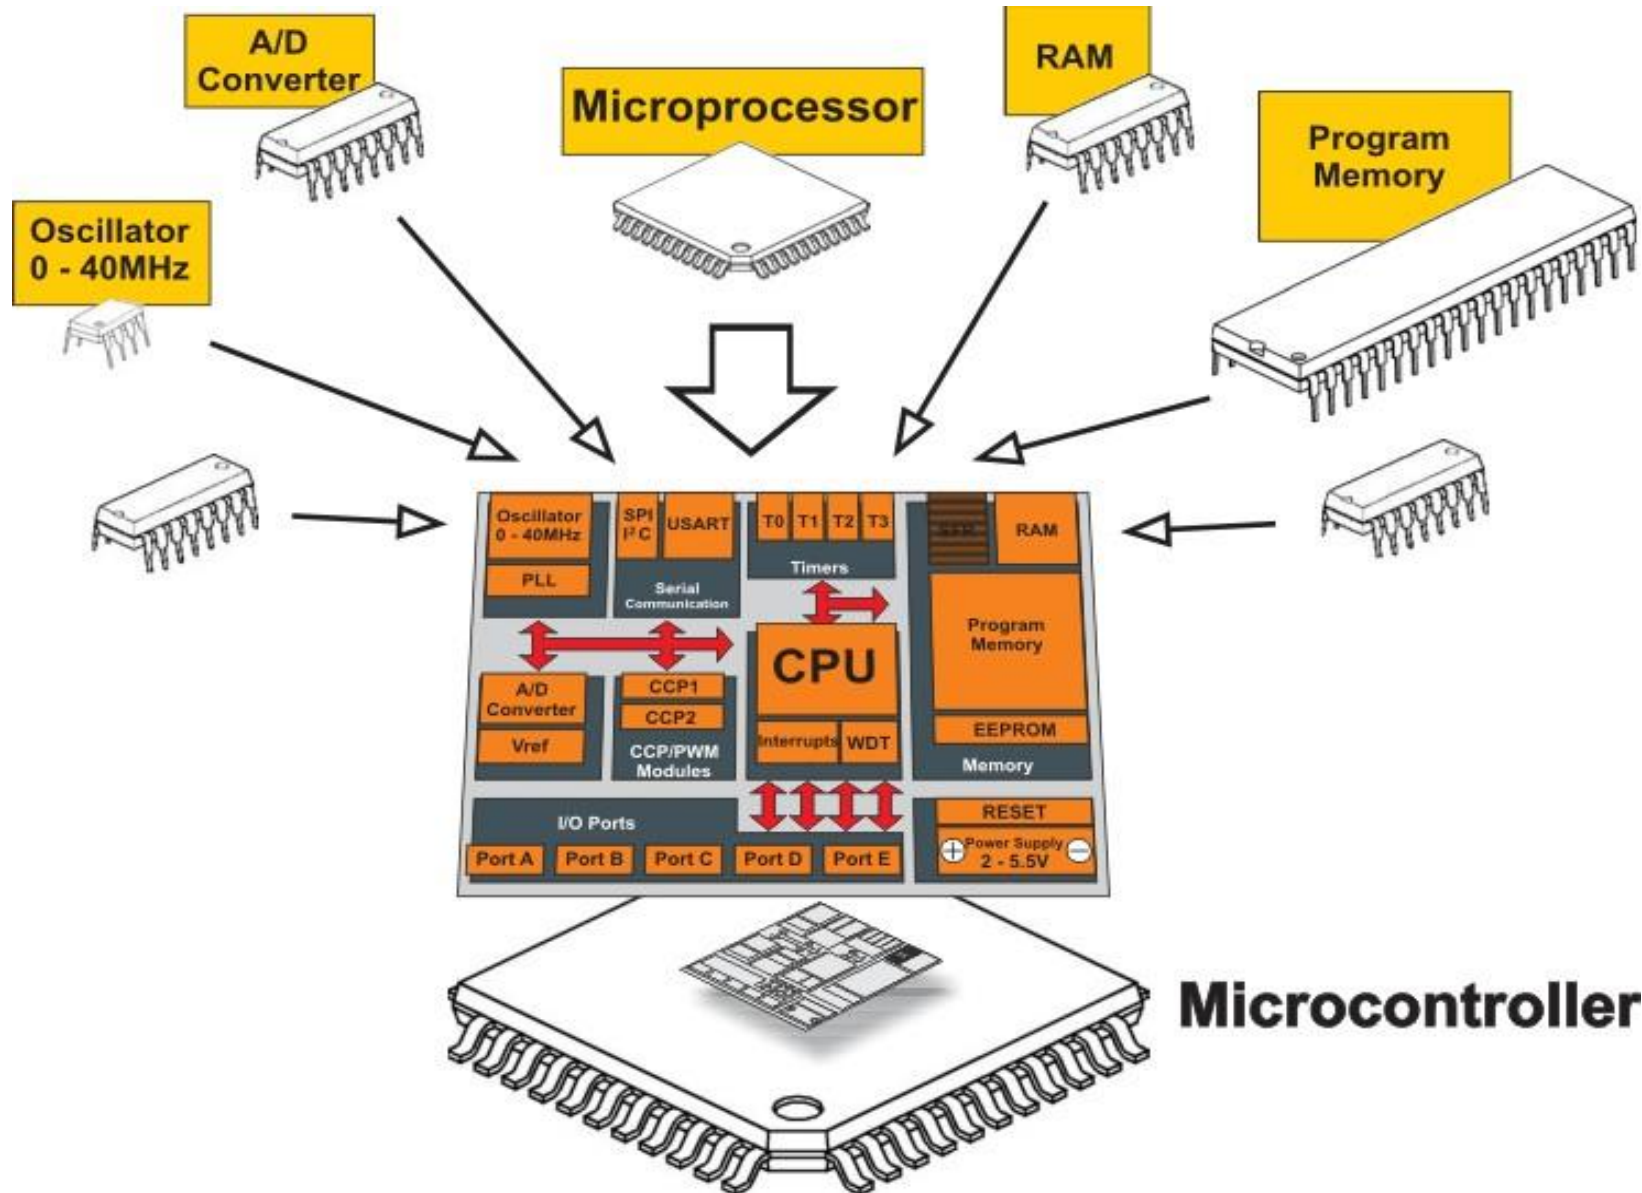 A/D
Converter
Microprocessor
RAM
Program
Memory
Oscillator
0 - 40MHz
Oscillator
0 - 40MHz
PLL
SPI
I²C
USART
Serial
Communication
T0 T1 T2 T3
Timers
SFR
RAM
Program
Memory
EEPROM
Memory
A/D
Converter
Vref
CCP1
CCP2
CCP/PWM
Modules
CPU
Interrupts WDT
I/O Ports
Port A Port B Port C Port D Port E
RESET
+ Power Supply −
2 - 5.5V
Microcontroller